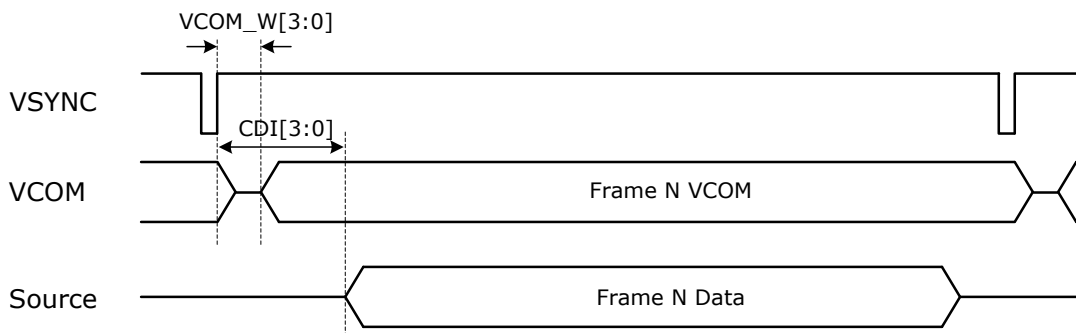 VCOM_W[3:0]
VSYNC
CDI[3:0]
VCOM
Frame N VCOM
Source
Frame N Data